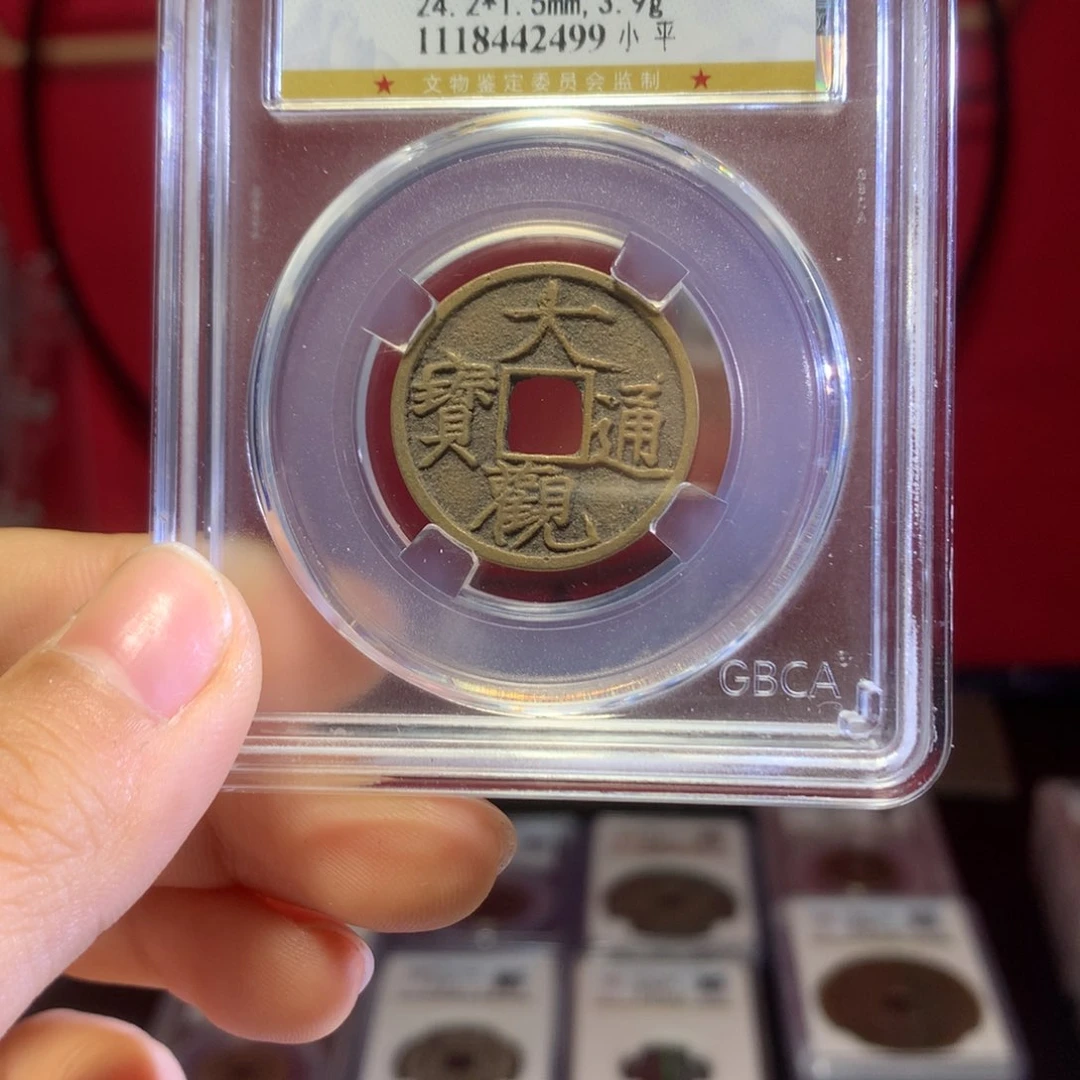 24.2*1.5mm, 3.9g
1118442499 小平
★ 文物鉴定委员会监制 ★
大觀通寶
GBCA